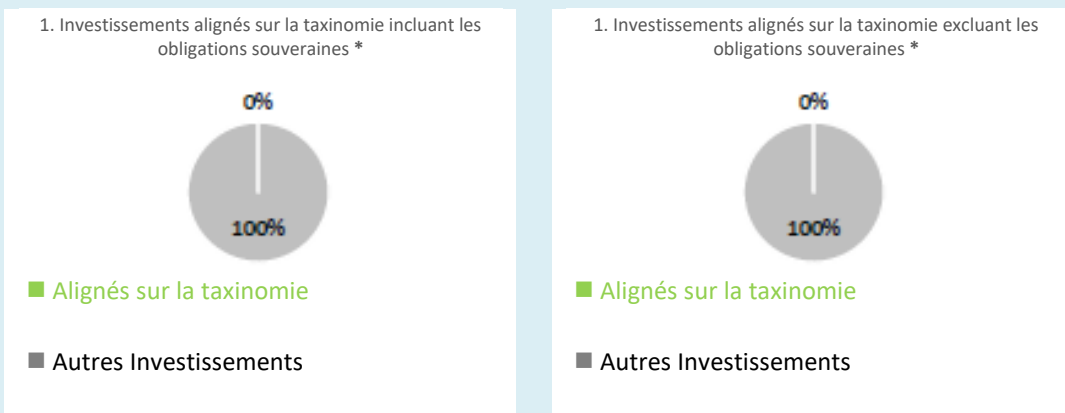 1. Investissements alignés sur la taxinomie incluant les
obligations souveraines *
0%
100%
Alignés sur la taxinomie
Autres Investissements
1. Investissements alignés sur la taxinomie excluant les
obligations souveraines *
0%
100%
Alignés sur la taxinomie
Autres Investissements